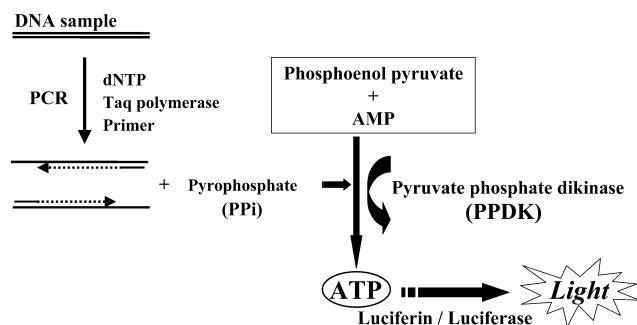 DNA sample
PCR
dNTP
Taq polymerase
Primer
Phosphoenol pyruvate
+
AMP
+
Pyrophosphate
(PPi)
Pyruvate phosphate dikinase
(PPDK)
ATP
Luciferin / Luciferase
Light